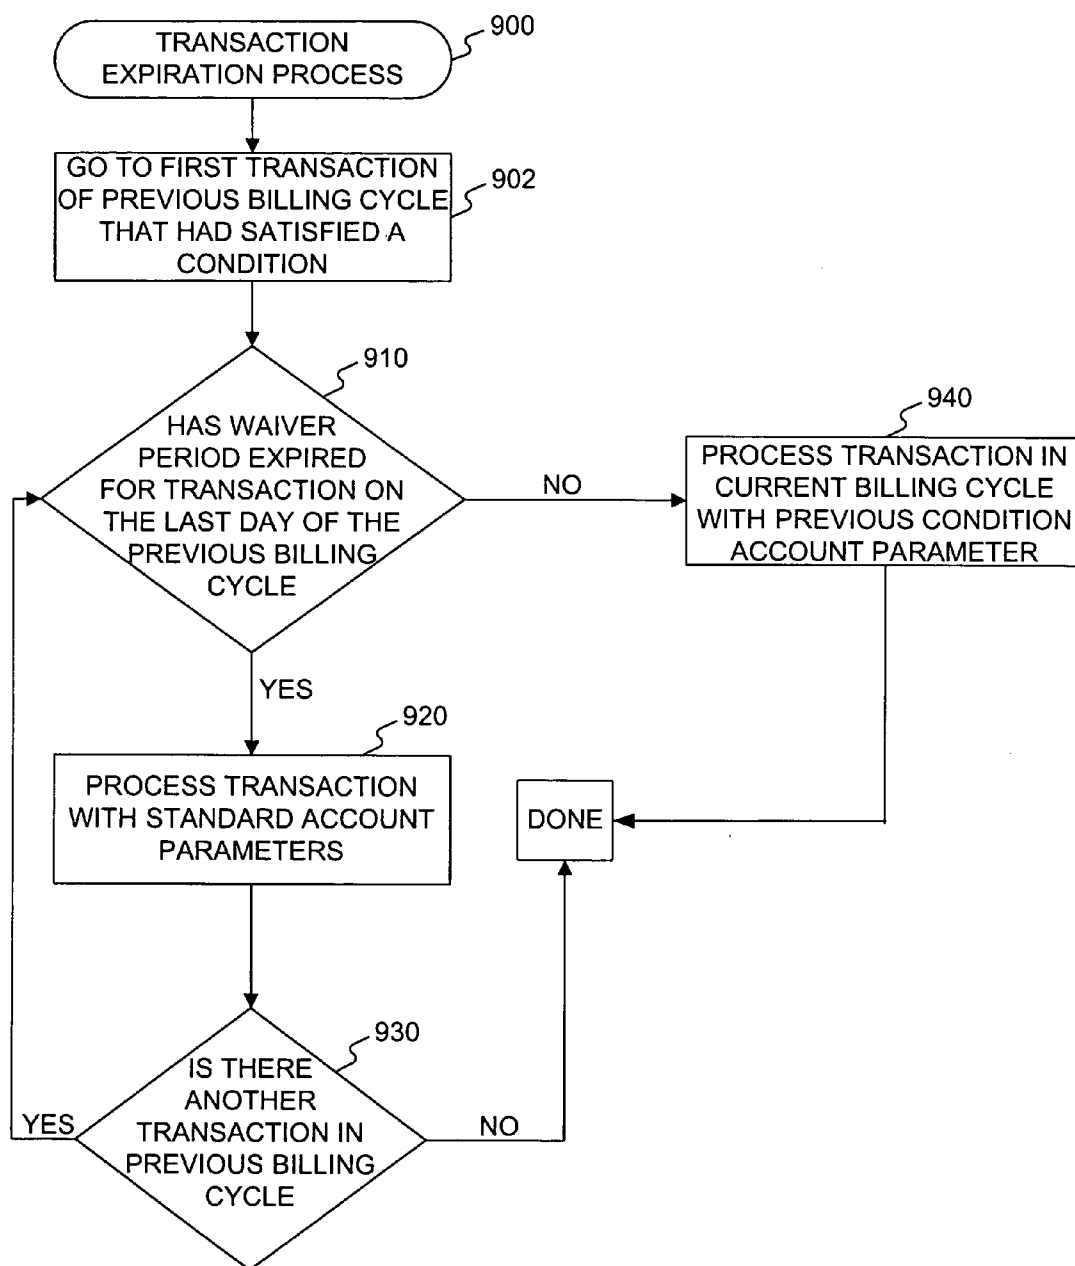 TRANSACTION
EXPIRATION PROCESS
900
GO TO FIRST TRANSACTION
OF PREVIOUS BILLING CYCLE
THAT HAD SATISFIED A
CONDITION
902
910
HAS WAIVER
PERIOD EXPIRED
FOR TRANSACTION ON
THE LAST DAY OF THE
PREVIOUS BILLING
CYCLE
NO
940
PROCESS TRANSACTION IN
CURRENT BILLING CYCLE
WITH PREVIOUS CONDITION
ACCOUNT PARAMETER
YES
920
PROCESS TRANSACTION
WITH STANDARD ACCOUNT
PARAMETERS
DONE
930
IS THERE
ANOTHER
TRANSACTION IN
PREVIOUS BILLING
CYCLE
YES
NO